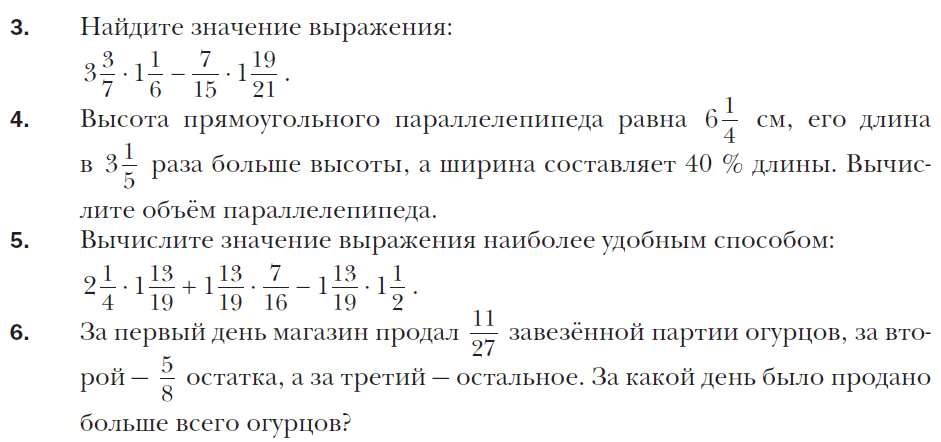 3. Найдите значение выражения:
3 3/7 · 1 1/6 − 7/15 · 1 19/21 .
4. Высота прямоугольного параллелепипеда равна 6 1/4 см, его длина
в 3 1/5 раза больше высоты, а ширина составляет 40 % длины. Вычис-
лите объём параллелепипеда.
5. Вычислите значение выражения наиболее удобным способом:
2 1/4 · 1 13/19 + 1 13/19 · 7/16 − 1 13/19 · 1 1/2 .
6. За первый день магазин продал 11/27 завезённой партии огурцов, за вто-
рой – 5/8 остатка, а за третий – остальное. За какой день было продано
больше всего огурцов?